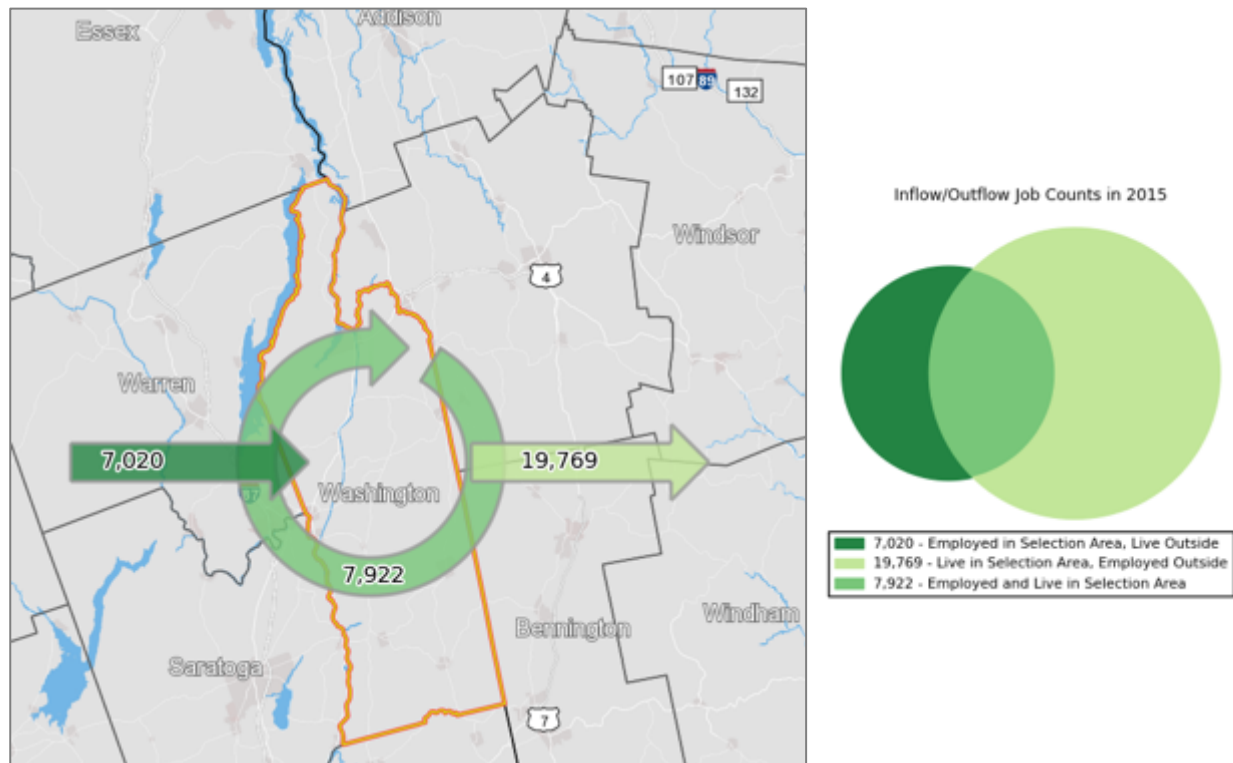 Essex
Addison
107
89
132
Windsor
4
Warren
7,020
19,769
Washington
7,922
Bennington
Windham
Saratoga
7
Inflow/Outflow Job Counts in 2015
7,020 - Employed in Selection Area, Live Outside
19,769 - Live in Selection Area, Employed Outside
7,922 - Employed and Live in Selection Area